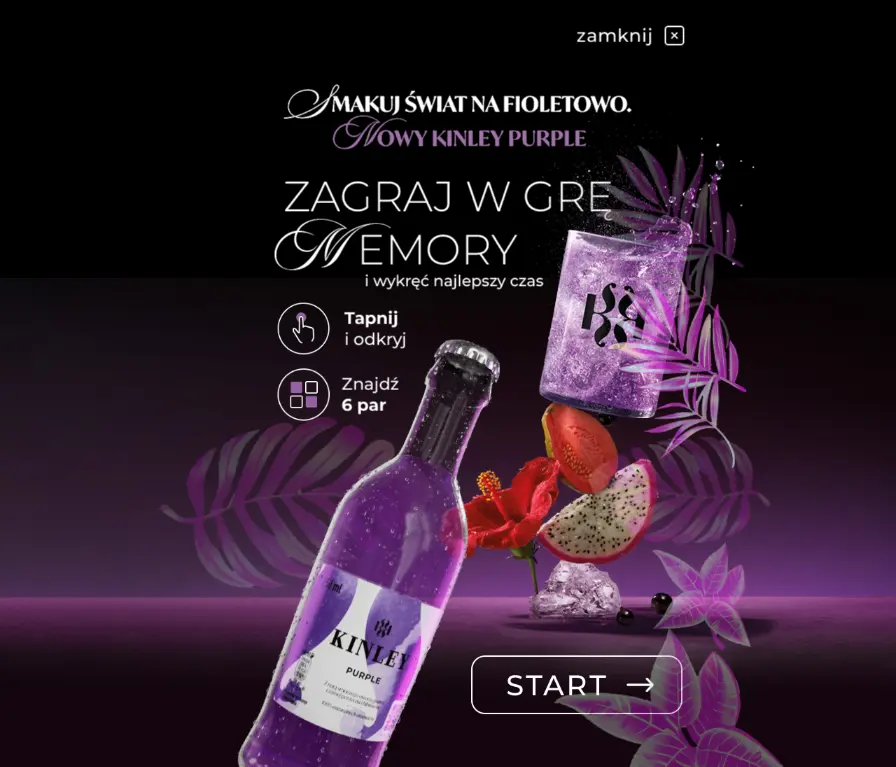 zamknij
SMAKUJ ŚWIAT NA FIOLETOWO.
NOWY KINLEY PURPLE
ZAGRAJ W GRĘ
MEMORY
i wykręć najlepszy czas
Tapnij
i odkryj
Znajdź
6 par
KINLEY
PURPLE
START